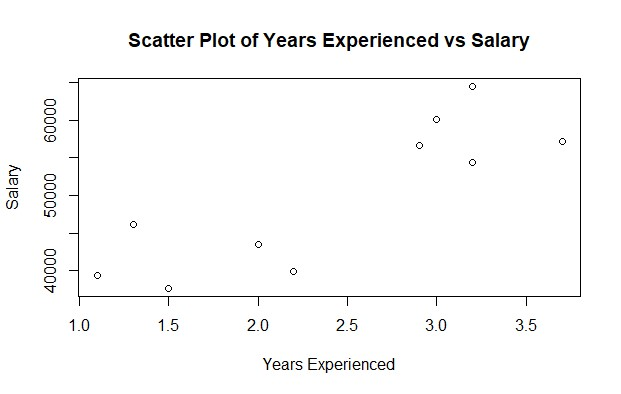 Scatter Plot of Years Experienced vs Salary
Salary
60000
50000
40000
1.0 1.5 2.0 2.5 3.0 3.5
Years Experienced